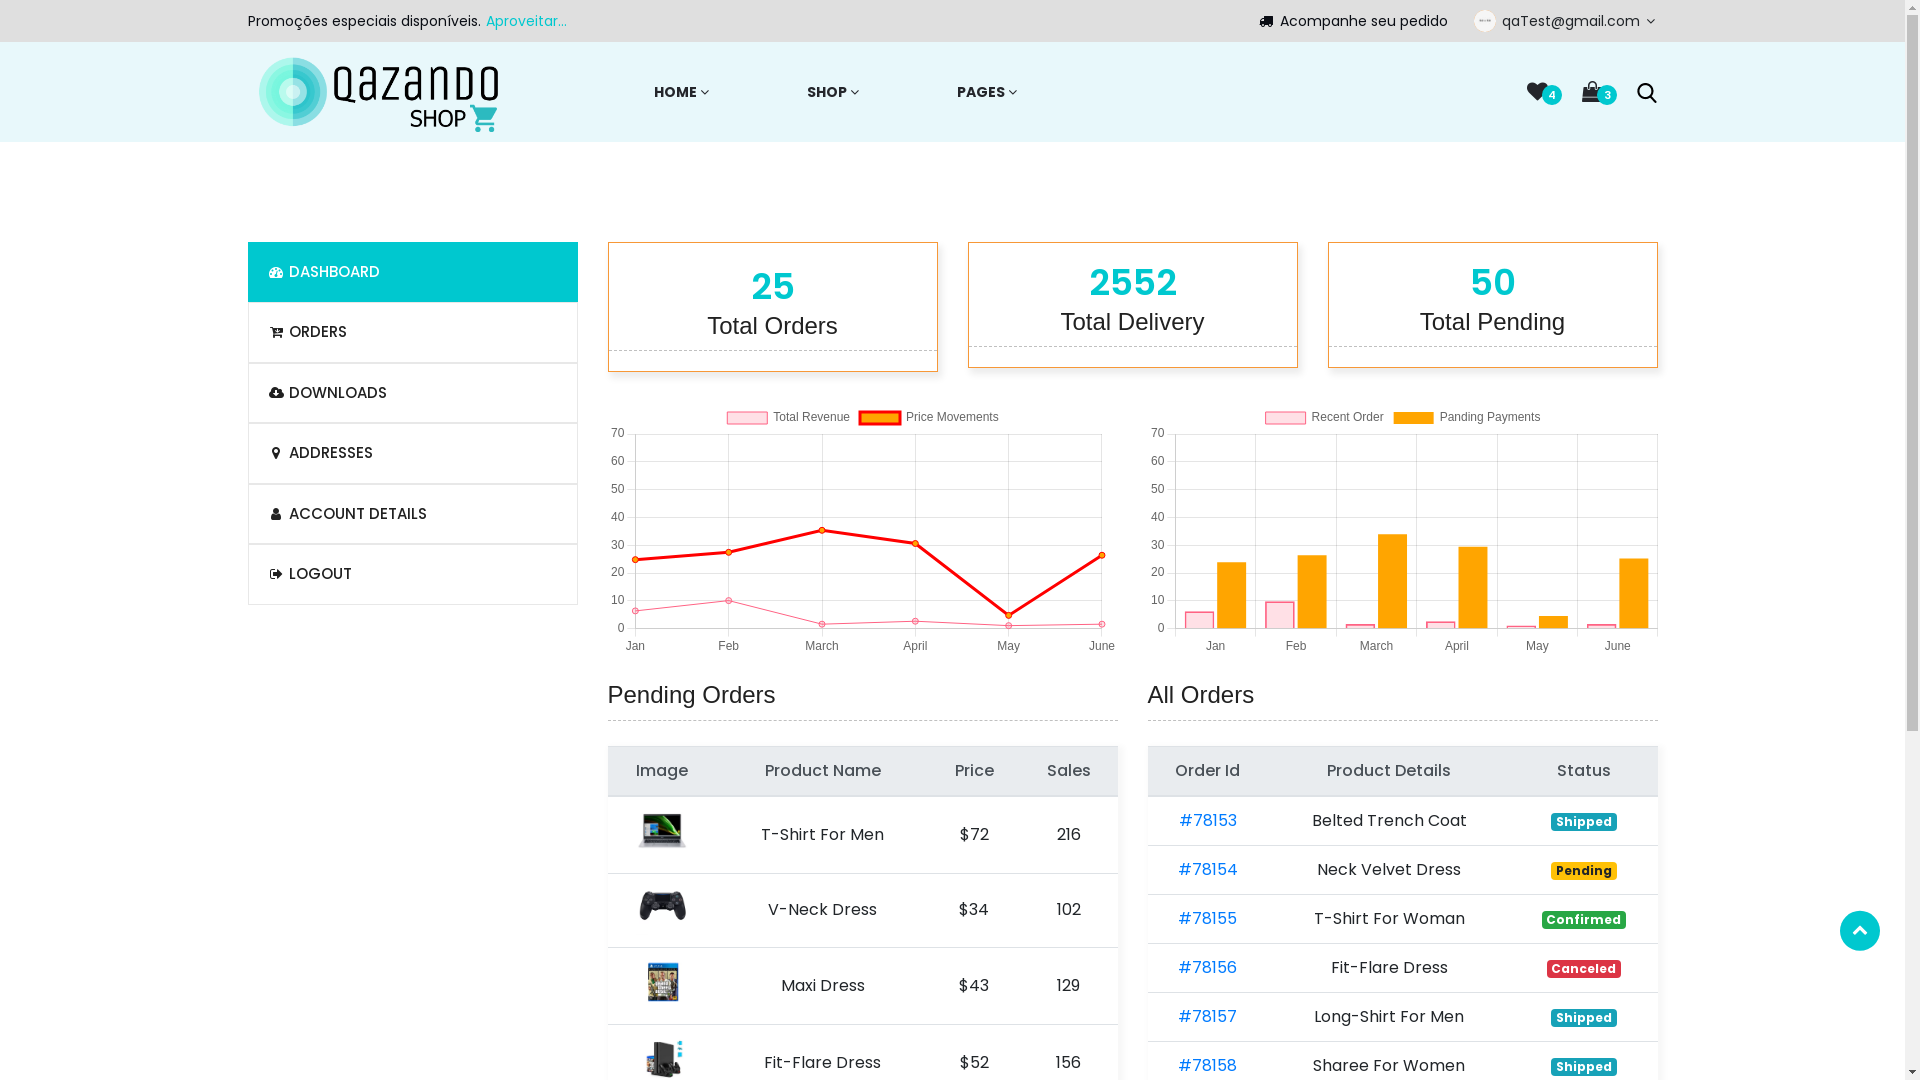 Promoções especiais disponíveis. Aproveitar...
Acompanhe seu pedido
qaTest@gmail.com
Qazando
SHOP
HOME
SHOP
PAGES
4
3
DASHBOARD
ORDERS
DOWNLOADS
ADDRESSES
ACCOUNT DETAILS
LOGOUT
25
Total Orders
2552
Total Delivery
50
Total Pending
Total Revenue
Price Movements
70
60
50
40
30
20
10
0
Jan Feb March April May June
Recent Order
Panding Payments
70
60
50
40
30
20
10
0
Jan Feb March April May June
Pending Orders
Image Product Name Price Sales
T-Shirt For Men $72 216
V-Neck Dress $34 102
Maxi Dress $43 129
Fit-Flare Dress $52 156
All Orders
Order Id Product Details Status
#78153 Belted Trench Coat Shipped
#78154 Neck Velvet Dress Pending
#78155 T-Shirt For Woman Confirmed
#78156 Fit-Flare Dress Canceled
#78157 Long-Shirt For Men Shipped
#78158 Sharee For Women Shipped